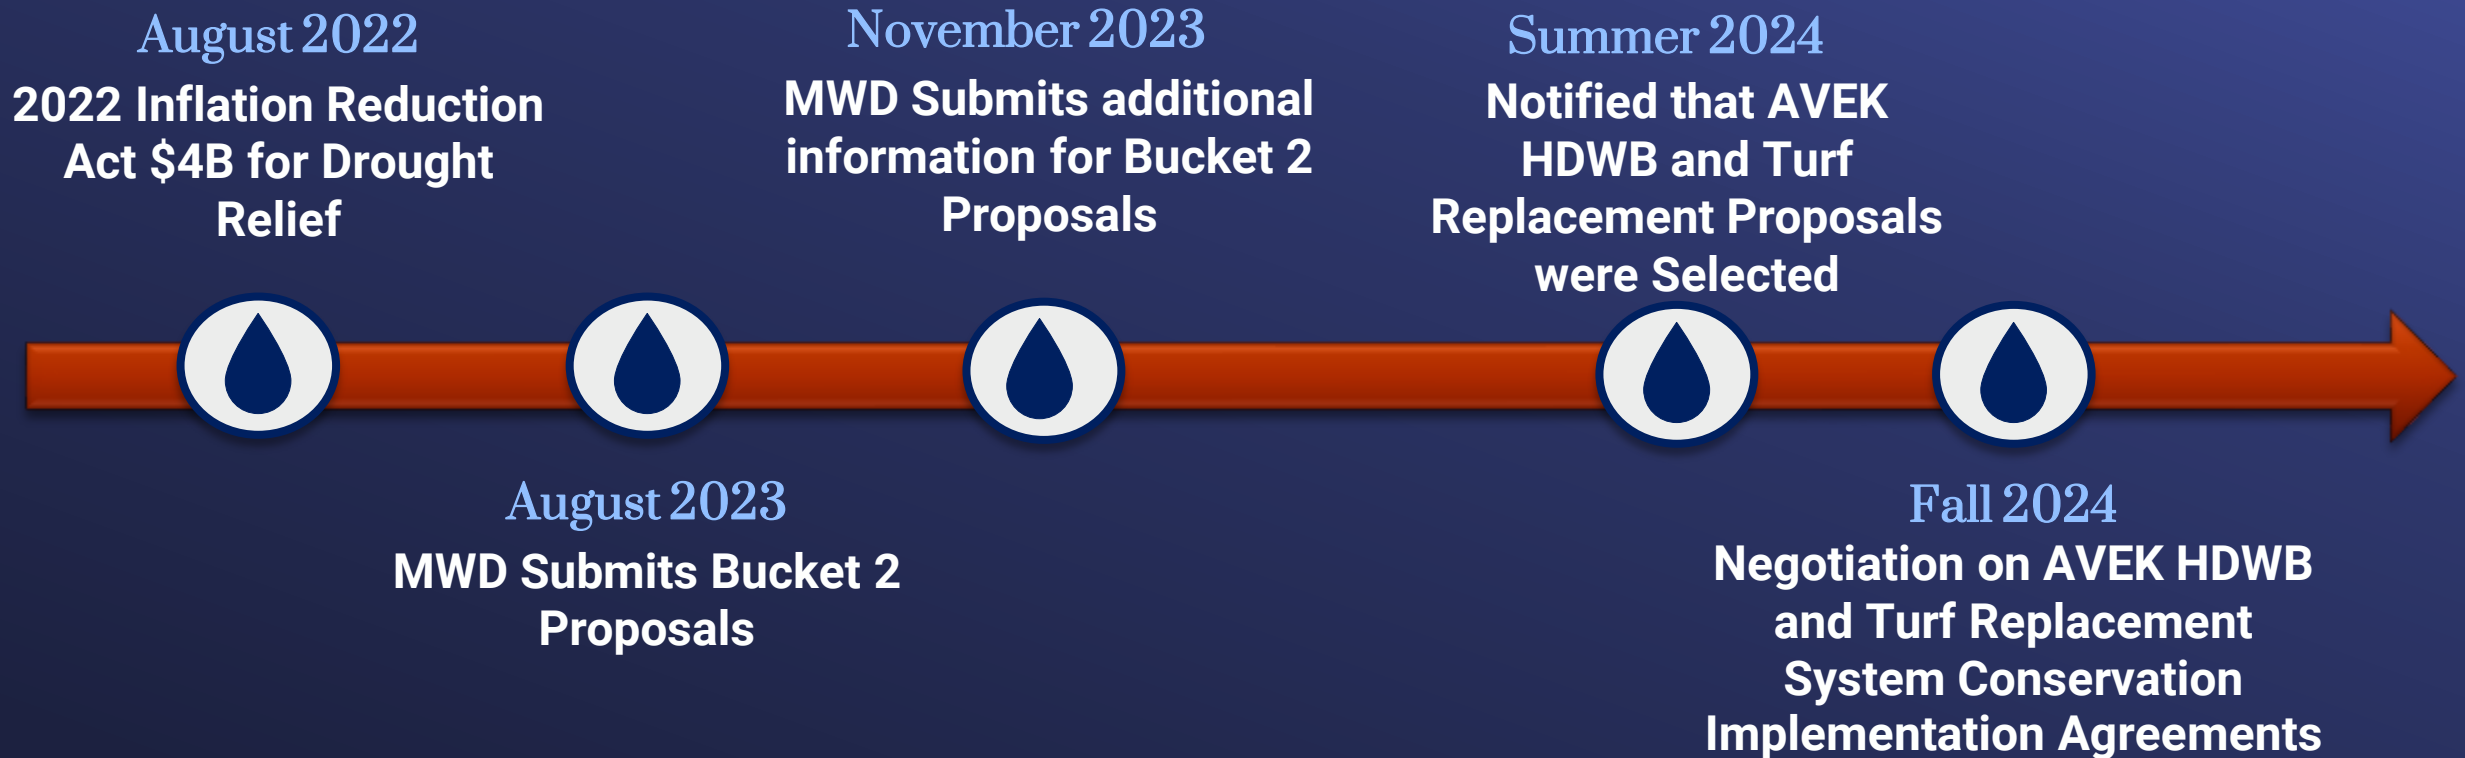 August 2022
2022 Inflation Reduction
Act $4B for Drought
Relief
August 2023
MWD Submits Bucket 2
Proposals
November 2023
MWD Submits additional
information for Bucket 2
Proposals
Summer 2024
Notified that AVEK
HDWB and Turf
Replacement Proposals
were Selected
Fall 2024
Negotiation on AVEK HDWB
and Turf Replacement
System Conservation
Implementation Agreements